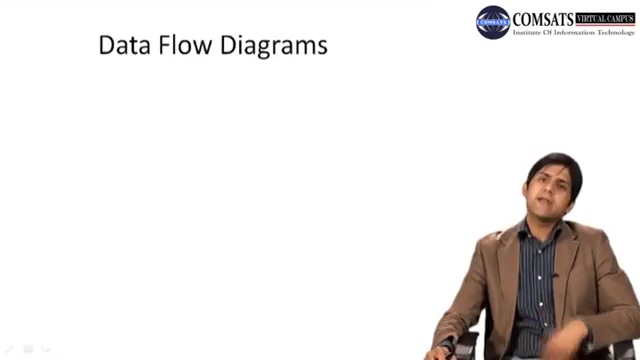 Data Flow Diagrams
COMSATS VIRTUAL CAMPUS
Institute Of Information Technology
COMSATS